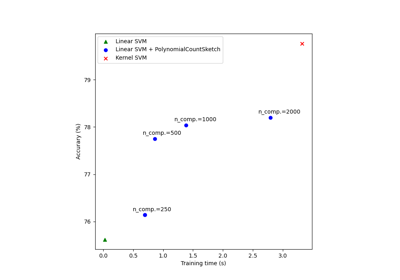 Linear SVM
Linear SVM + PolynomialCountSketch
Kernel SVM
79
78
77
76
Accurary (%)
n_comp.=2000
n_comp.=1000
n_comp.=500
n_comp.=250
0.0 0.5 1.0 1.5 2.0 2.5 3.0
Training time (s)